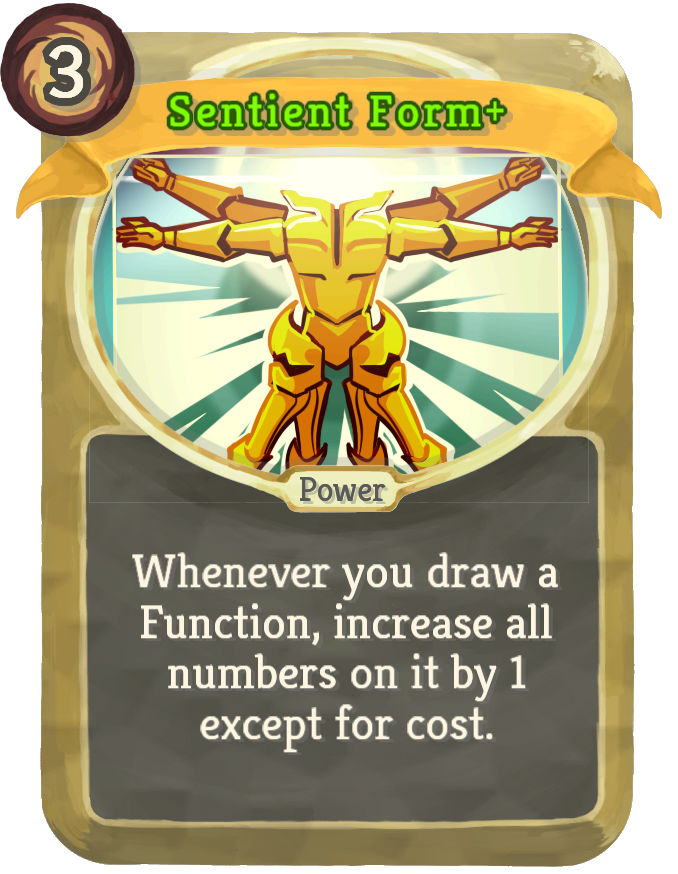 3
Sentient Form+
Power
Whenever you draw a
Function, increase all
numbers on it by 1
except for cost.